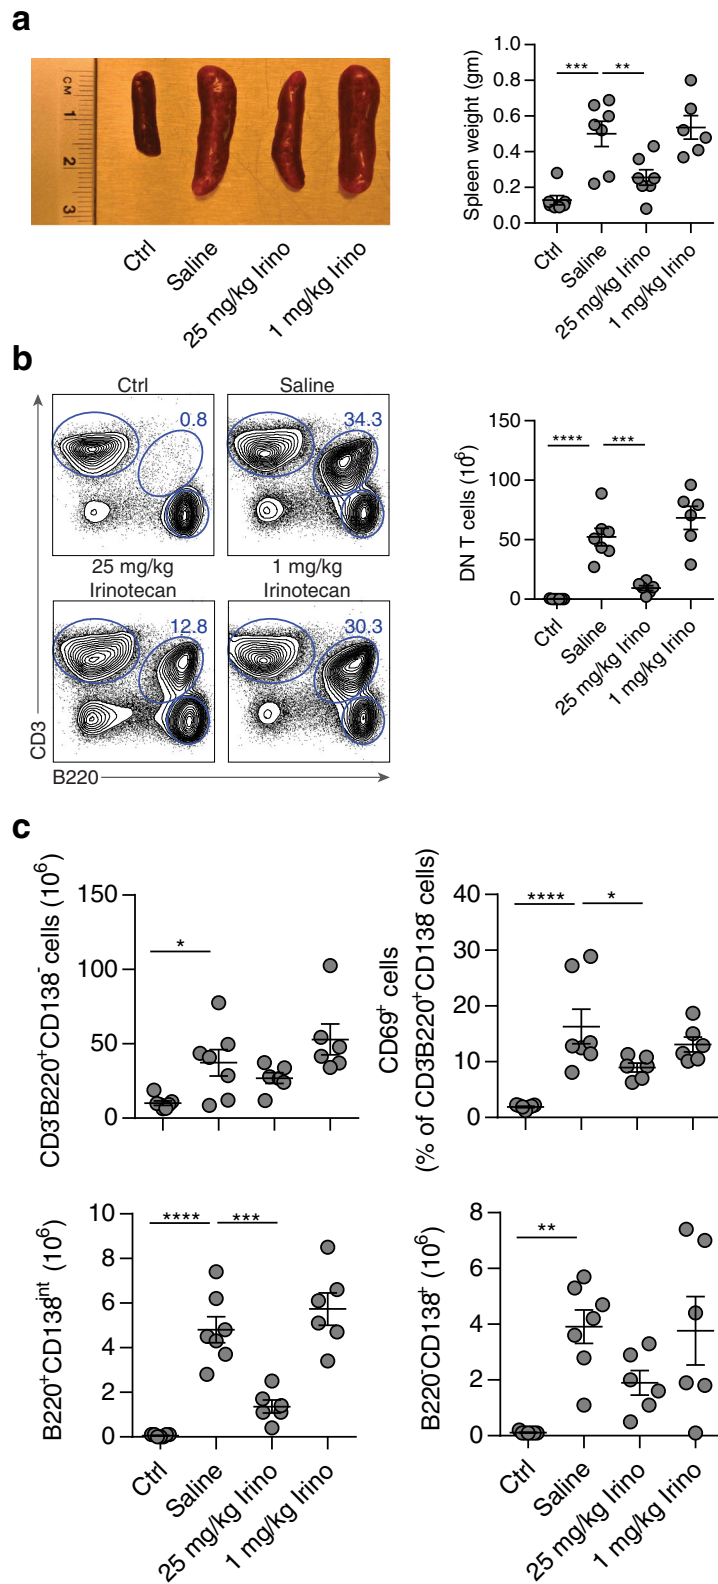 a
CM
1
2
3
Ctrl
Saline
25 mg/kg Irino
1 mg/kg Irino
Spleen weight (gm)
1.0
0.8
0.6
0.4
0.2
0.0
***
**
Ctrl
Saline
25 mg/kg Irino
1 mg/kg Irino
b
Ctrl
0.8
Saline
34.3
25 mg/kg
Irinotecan
12.8
1 mg/kg
Irinotecan
30.3
CD3
B220
DN T cells (10⁶)
150
100
50
0
****
***
Ctrl
Saline
25 mg/kg Irino
1 mg/kg Irino
c
CD3⁻B220⁺CD138⁻ cells (10⁶)
150
100
50
0
*
CD69⁺ cells
(% of CD3⁻B220⁺CD138⁻ cells)
40
30
20
10
0
****
*
B220⁺CD138ⁱⁿᵗ (10⁶)
10
8
6
4
2
0
****
***
Ctrl
Saline
25 mg/kg Irino
1 mg/kg Irino
B220⁻CD138⁺ (10⁶)
8
6
4
2
0
**
Ctrl
Saline
25 mg/kg Irino
1 mg/kg Irino